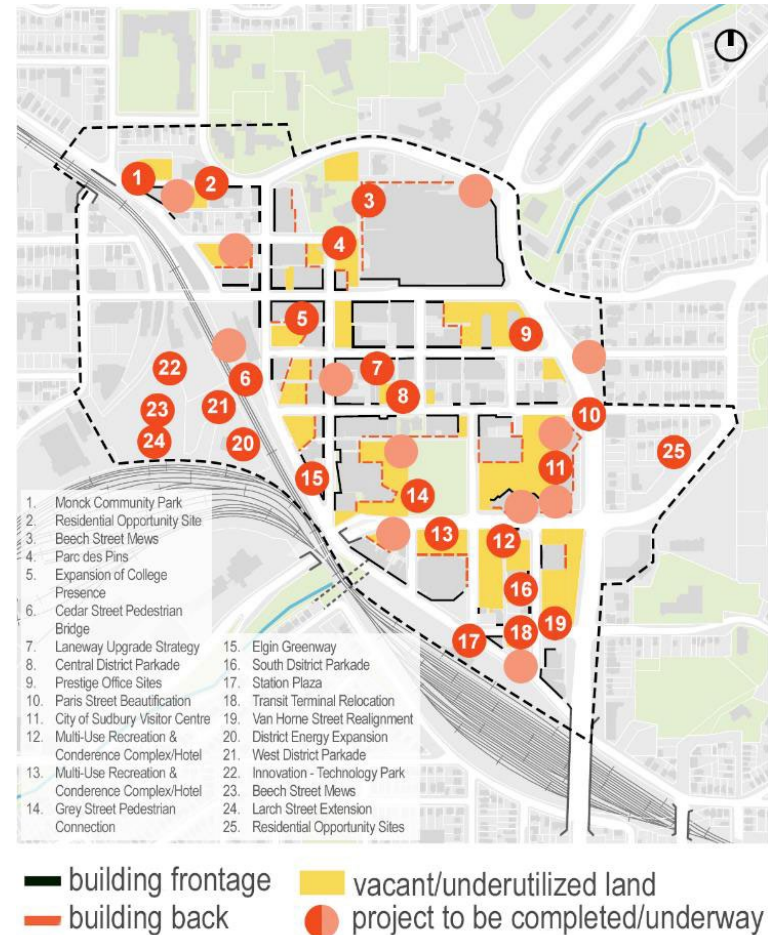 1
2
3
4
5
6
7
8
9
10
11
12
13
14
15
16
17
18
19
20
21
22
23
24
25
1. Monck Community Park
2. Residential Opportunity Site
3. Beech Street Mews
4. Parc des Pins
5. Expansion of College
Presence
6. Cedar Street Pedestrian
Bridge
7. Laneway Upgrade Strategy
8. Central District Parkade
9. Prestige Office Sites
10. Paris Street Beautification
11. City of Sudbury Visitor Centre
12. Multi-Use Recreation &
Conderence Complex/Hotel
13. Multi-Use Recreation &
Conderence Complex/Hotel
14. Grey Street Pedestrian
Connection
15. Elgin Greenway
16. South Dsitrict Parkade
17. Station Plaza
18. Transit Terminal Relocation
19. Van Horne Street Realignment
20. District Energy Expansion
21. West District Parkade
22. Innovation - Technology Park
23. Beech Street Mews
24. Larch Street Extension
25. Residential Opportunity Sites
building frontage
vacant/underutilized land
building back
project to be completed/underway